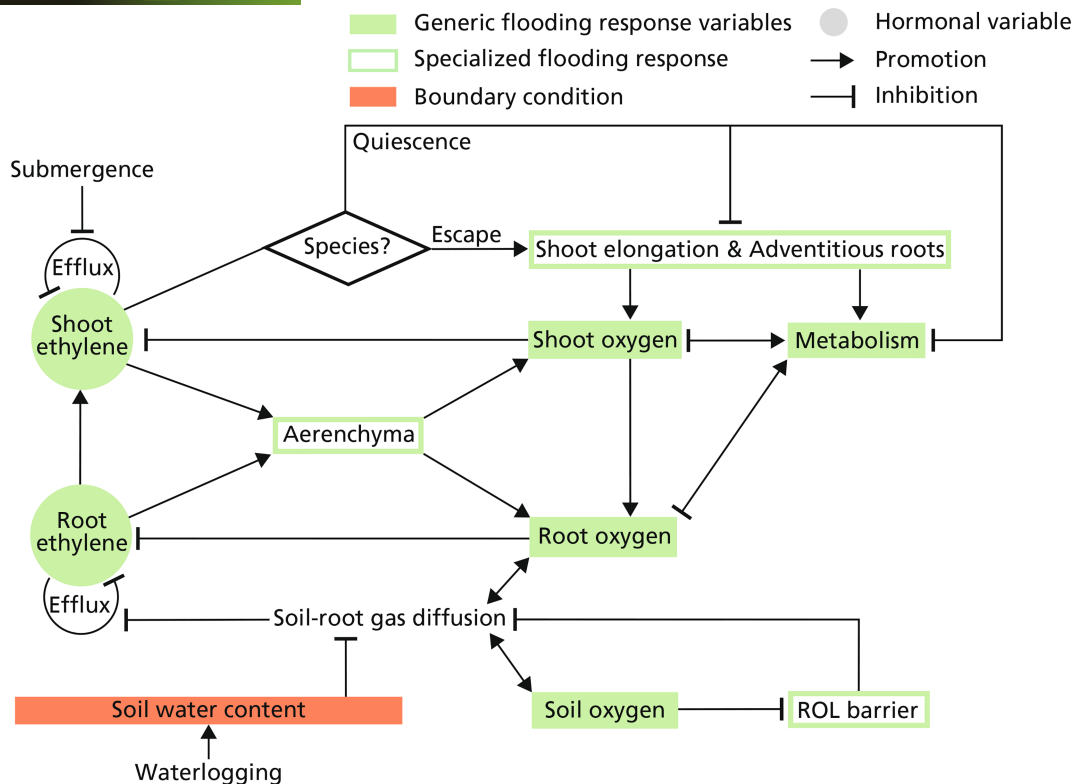 Generic flooding response variables
Hormonal variable
Specialized flooding response
Promotion
Boundary condition
Inhibition
Quiescence
Submergence
Species?
Escape
Shoot elongation & Adventitious roots
Efflux
Shoot
ethylene
Shoot oxygen
Metabolism
Aerenchyma
Root
ethylene
Root oxygen
Efflux
Soil-root gas diffusion
Soil water content
Soil oxygen
ROL barrier
Waterlogging